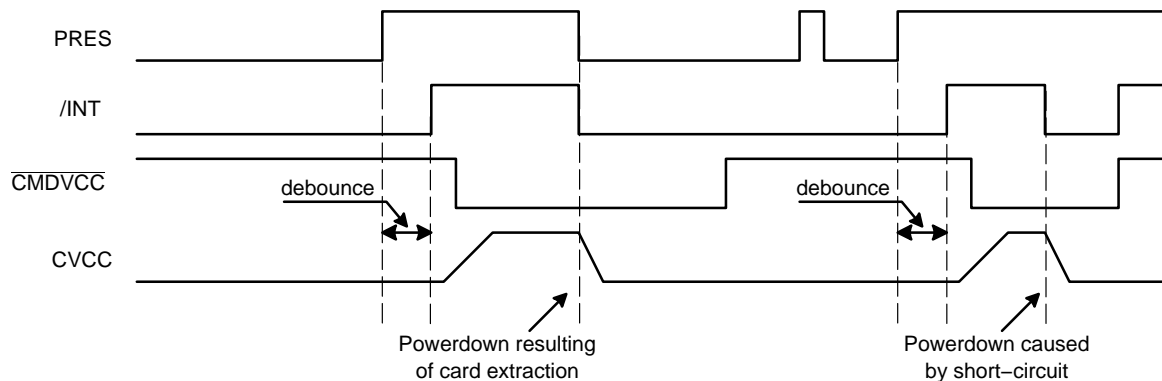 PRES
/INT
CMDVCC
debounce
debounce
CVCC
Powerdown resulting
of card extraction
Powerdown caused
by short−circuit